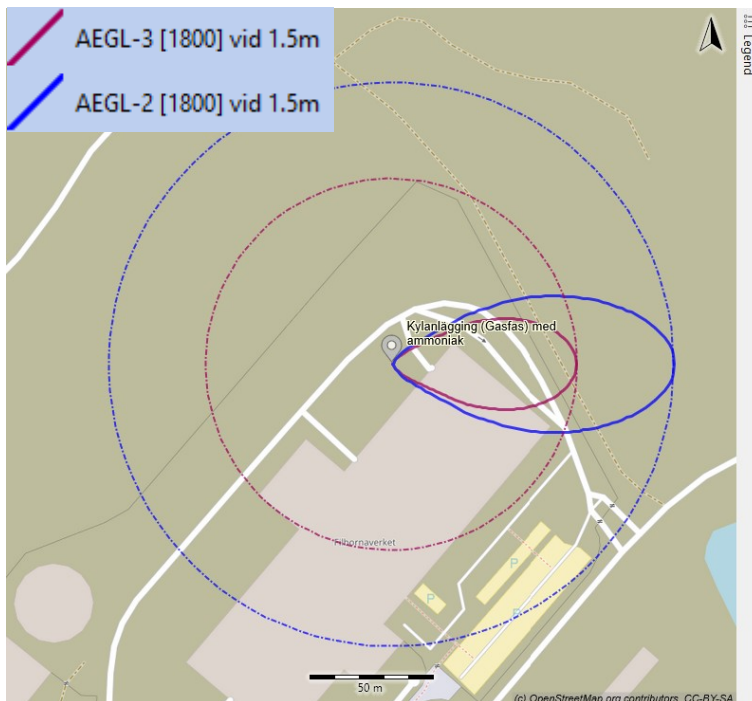 AEGL-3 [1800] vid 1.5m
AEGL-2 [1800] vid 1.5m
Legend
Kylanlägging (Gasfas) med
ammoniak
Filbornaverket
P
P
P
50 m
(c) OpenStreetMap.org contributors, CC-BY-SA